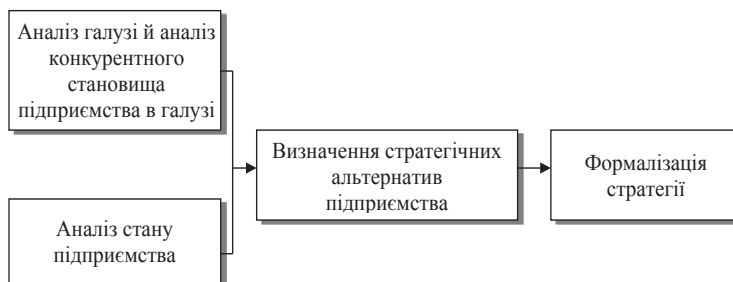 Аналіз галузі й аналіз
конкурентного
становища
підприємства в галузі
Аналіз стану
підприємства
Визначення стратегічних
альтернатив
підприємства
Формалізація
стратегії